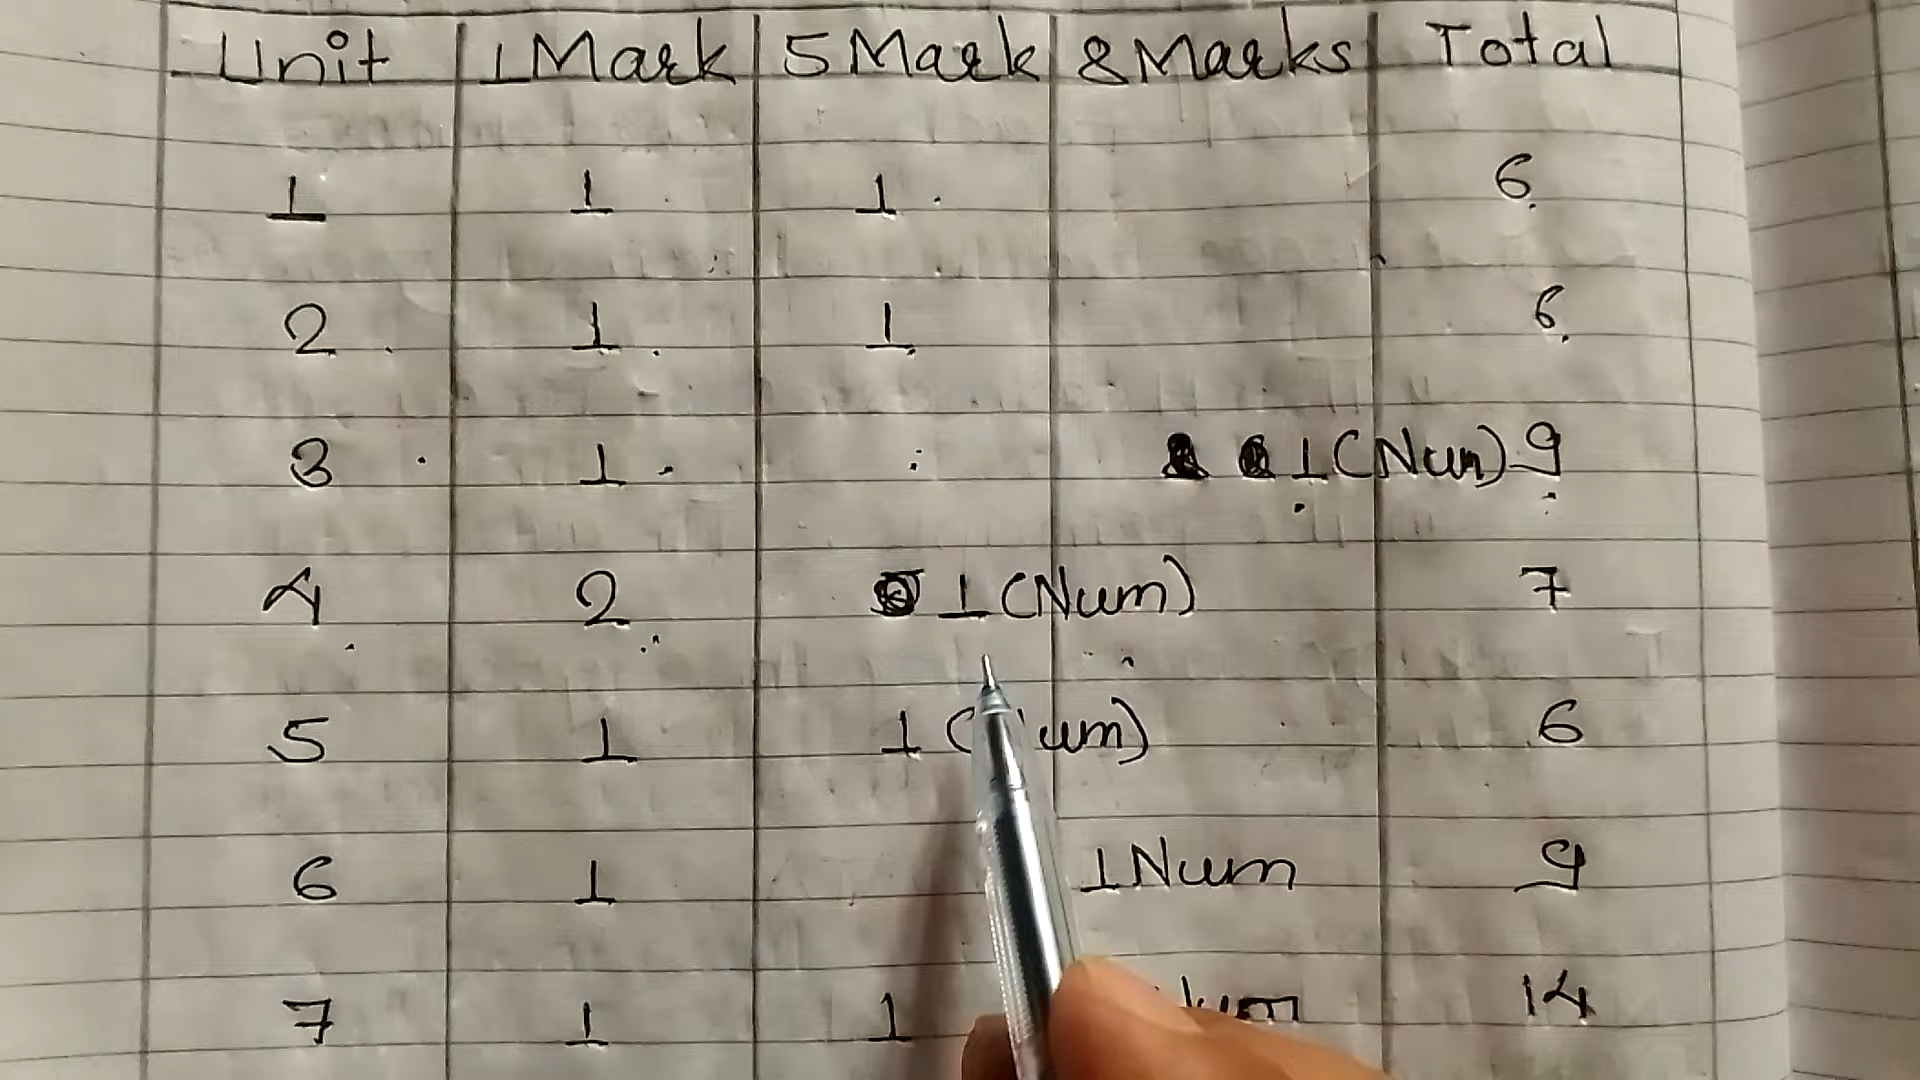 Unit 1Mark 5Mark 8Marks Total
1 1 1 6
2 1 1 6
3 1 1(Num) 9
4 2 1(Num) 7
5 1 1 6
6 1 1Num 9
7 1 1 14